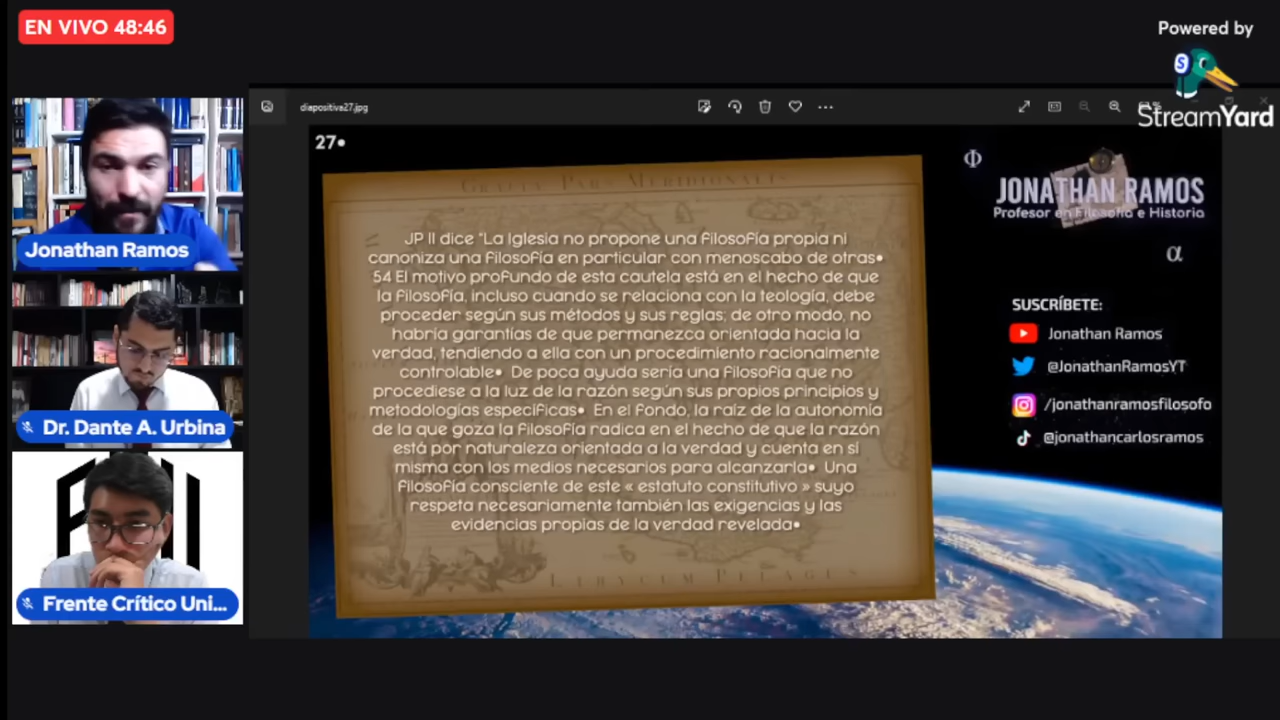 EN VIVO 48:46
Powered by
StreamYard
diapositiva27.jpg
27•
GRÆCIA PARS MERIDIONALIS
JP II dice "La Iglesia no propone una filosofía propia ni
canoniza una filosofía en particular con menoscabo de otras•
54 El motivo profundo de esta cautela está en el hecho de que
la filosofía, incluso cuando se relaciona con la teología, debe
proceder según sus métodos y sus reglas; de otro modo, no
habría garantías de que permanezca orientada hacia la
verdad, tendiendo a ella con un procedimiento racionalmente
controlable• De poca ayuda sería una filosofía que no
procediese a la luz de la razón según sus propios principios y
metodologías específicas• En el fondo, la raíz de la autonomía
de la que goza la filosofía radica en el hecho de que la razón
está por naturaleza orientada a la verdad y cuenta en sí
misma con los medios necesarios para alcanzarla• Una
filosofía consciente de este « estatuto constitutivo » suyo
respeta necesariamente también las exigencias y las
evidencias propias de la verdad revelada•
LIBYCUM PELAGUS
Φ
JONATHAN RAMOS
Profesor en Filosofía e Historia
α
SUSCRÍBETE:
Jonathan Ramos
@JonathanRamosYT
/jonathanramosfilosofo
@jonathancarlosramos
Jonathan Ramos
Dr. Dante A. Urbina
Frente Crítico Uni...